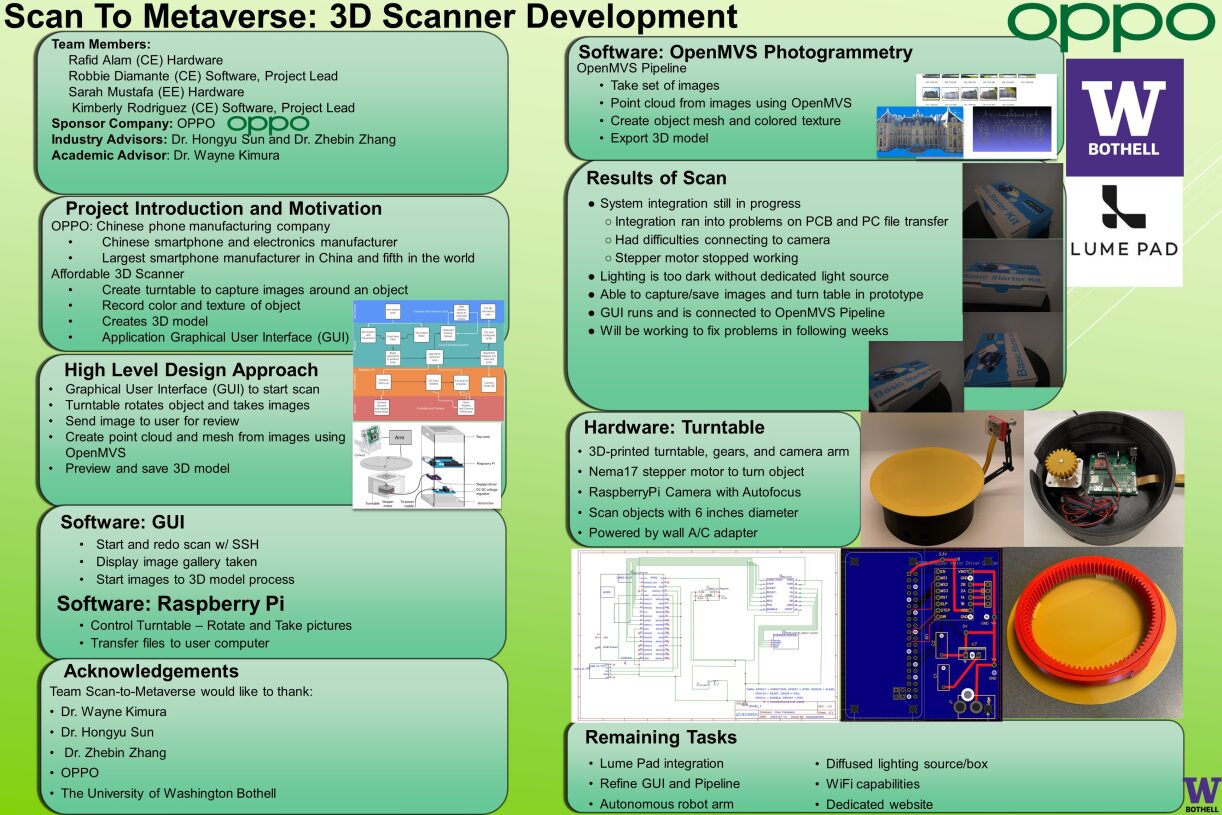 Scan To Metaverse: 3D Scanner Development
oppo
Team Members:
Rafid Alam (CE) Hardware
Robbie Diamante (CE) Software, Project Lead
Sarah Mustafa (EE) Hardware
Kimberly Rodriguez (CE) Software, Project Lead
Sponsor Company: OPPO oppo
Industry Advisors: Dr. Hongyu Sun and Dr. Zhebin Zhang
Academic Advisor: Dr. Wayne Kimura
Project Introduction and Motivation
OPPO: Chinese phone manufacturing company
• Chinese smartphone and electronics manufacturer
• Largest smartphone manufacturer in China and fifth in the world
Affordable 3D Scanner
• Create turntable to capture images around an object
• Record color and texture of object
• Creates 3D model
• Application Graphical User Interface (GUI)
High Level Design Approach
• Graphical User Interface (GUI) to start scan
• Turntable rotates object and takes images
• Send image to user for review
• Create point cloud and mesh from images using
OpenMVS
• Preview and save 3D model
Arm
Camera
Raspberry Pi
Turntable
Software: GUI
• Start and redo scan w/ SSH
• Display image gallery taken
• Start images to 3D model process
Software: Raspberry Pi
• Control Turntable – Rotate and Take pictures
• Transfer files to user computer
Acknowledgements
Team Scan-to-Metaverse would like to thank:
• Dr. Wayne Kimura
• Dr. Hongyu Sun
• Dr. Zhebin Zhang
• OPPO
• The University of Washington Bothell
Software: OpenMVS Photogrammetry
OpenMVS Pipeline
• Take set of images
• Point cloud from images using OpenMVS
• Create object mesh and colored texture
• Export 3D model
W
BOTHELL
LUME PAD
Results of Scan
● System integration still in progress
○ Integration ran into problems on PCB and PC file transfer
○ Had difficulties connecting to camera
○ Stepper motor stopped working
● Lighting is too dark without dedicated light source
● Able to capture/save images and turn table in prototype
● GUI runs and is connected to OpenMVS Pipeline
● Will be working to fix problems in following weeks
Starter Kit
Basic Starter Kit
Basic Sta
Basic Starter Ki
Hardware: Turntable
• 3D-printed turntable, gears, and camera arm
• Nema17 stepper motor to turn object
• RaspberryPi Camera with Autofocus
• Scan objects with 6 inches diameter
• Powered by wall A/C adapter
3.3V
5V
U7
GND
Remaining Tasks
• Lume Pad integration
• Refine GUI and Pipeline
• Autonomous robot arm
• Diffused lighting source/box
• WiFi capabilities
• Dedicated website
W
BOTHELL